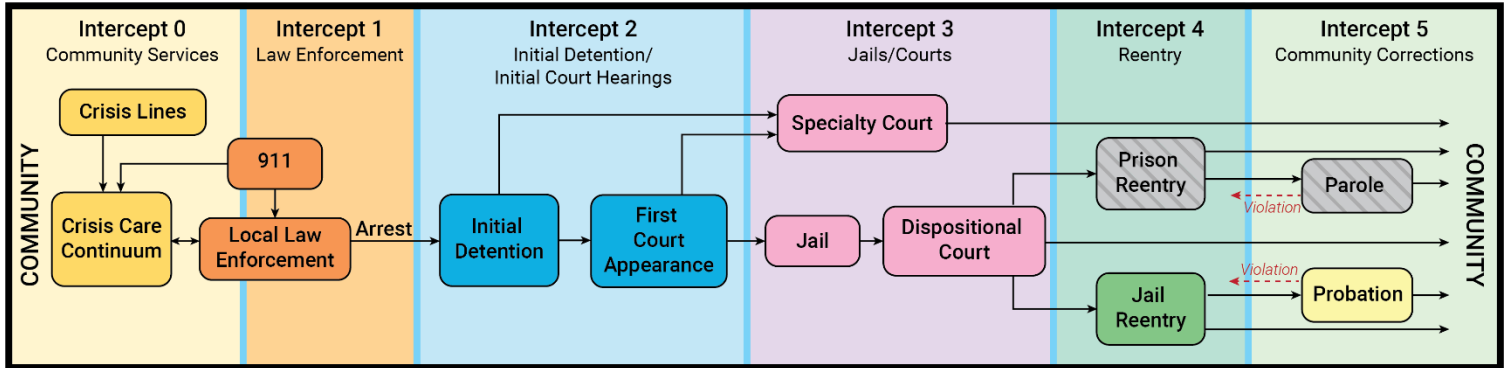 Intercept 0
Community Services
Intercept 1
Law Enforcement
Intercept 2
Initial Detention/
Initial Court Hearings
Intercept 3
Jails/Courts
Intercept 4
Reentry
Intercept 5
Community Corrections
COMMUNITY
Crisis Lines
911
Crisis Care
Continuum
Local Law
Enforcement
Arrest
Initial
Detention
First
Court
Appearance
Specialty Court
Jail
Dispositional
Court
Prison
Reentry
Parole
Violation
Jail
Reentry
Violation
Probation
COMMUNITY